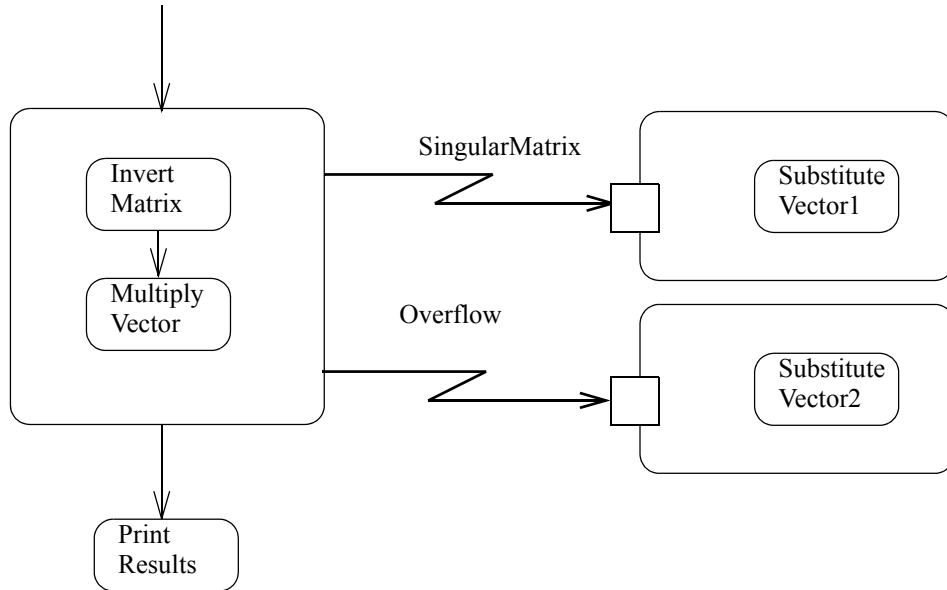 Invert
Matrix
Multiply
Vector
SingularMatrix
Substitute
Vector1
Overflow
Substitute
Vector2
Print
Results